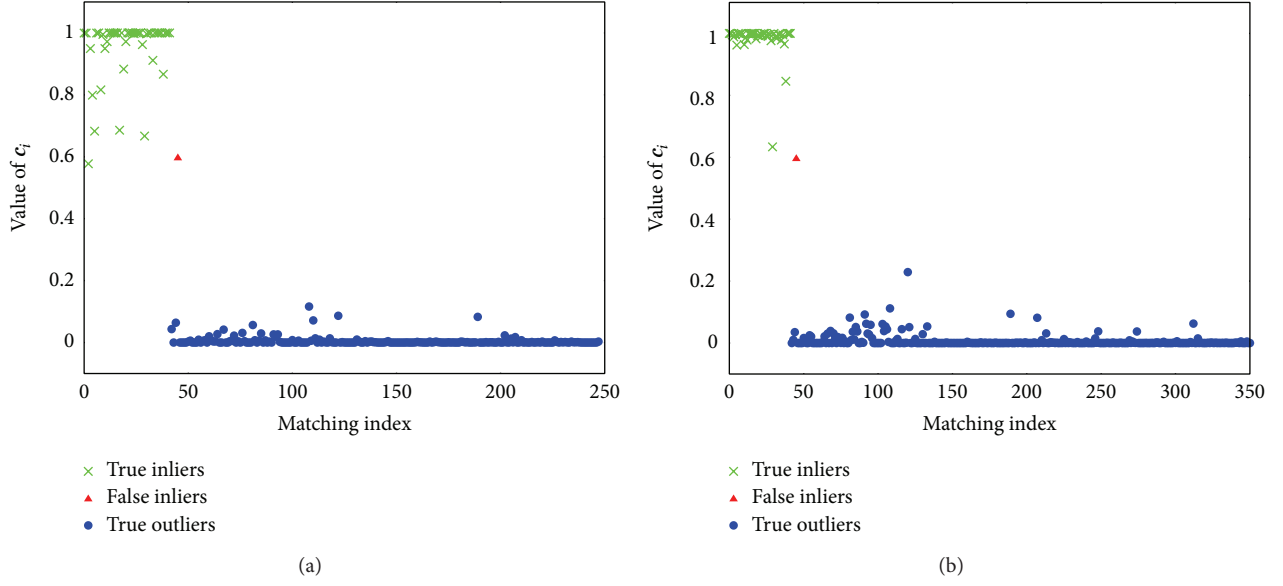 1
0.8
0.6
0.4
0.2
0
Value of c_i
0 50 100 150 200 250
Matching index
True inliers
False inliers
True outliers
(a)
1
0.8
0.6
0.4
0.2
0
Value of c_i
0 50 100 150 200 250 300 350
Matching index
True inliers
False inliers
True outliers
(b)